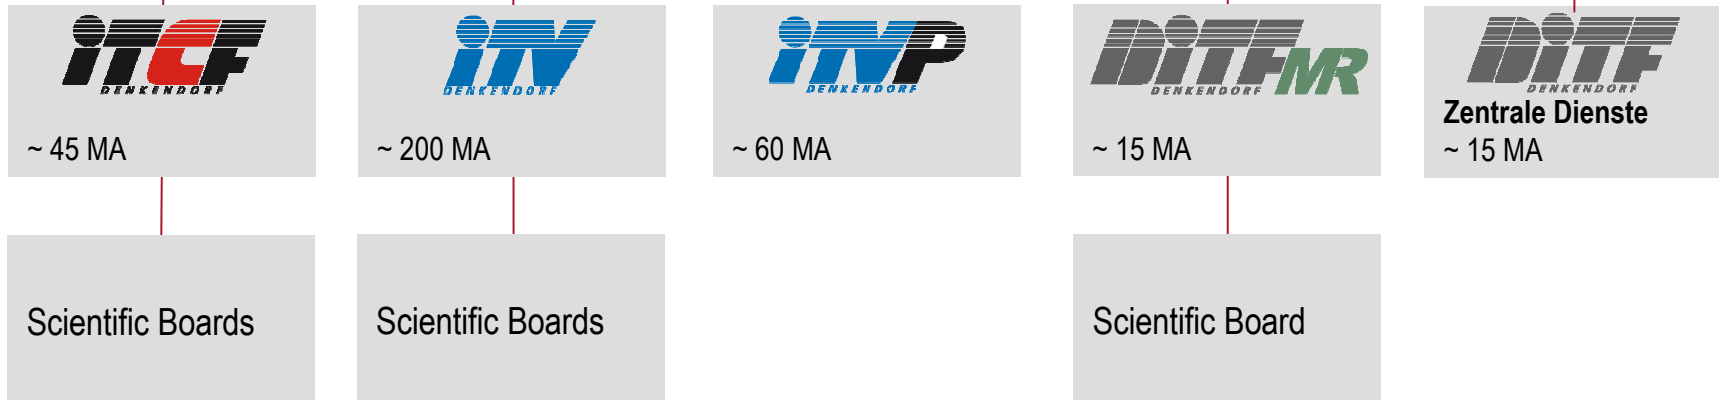 iTCF
DENKENDORF
~ 45 MA
iTV
DENKENDORF
~ 200 MA
iTVP
DENKENDORF
~ 60 MA
DiTF MR
DENKENDORF
~ 15 MA
DiTF
DENKENDORF
Zentrale Dienste
~ 15 MA
Scientific Boards
Scientific Boards
Scientific Board